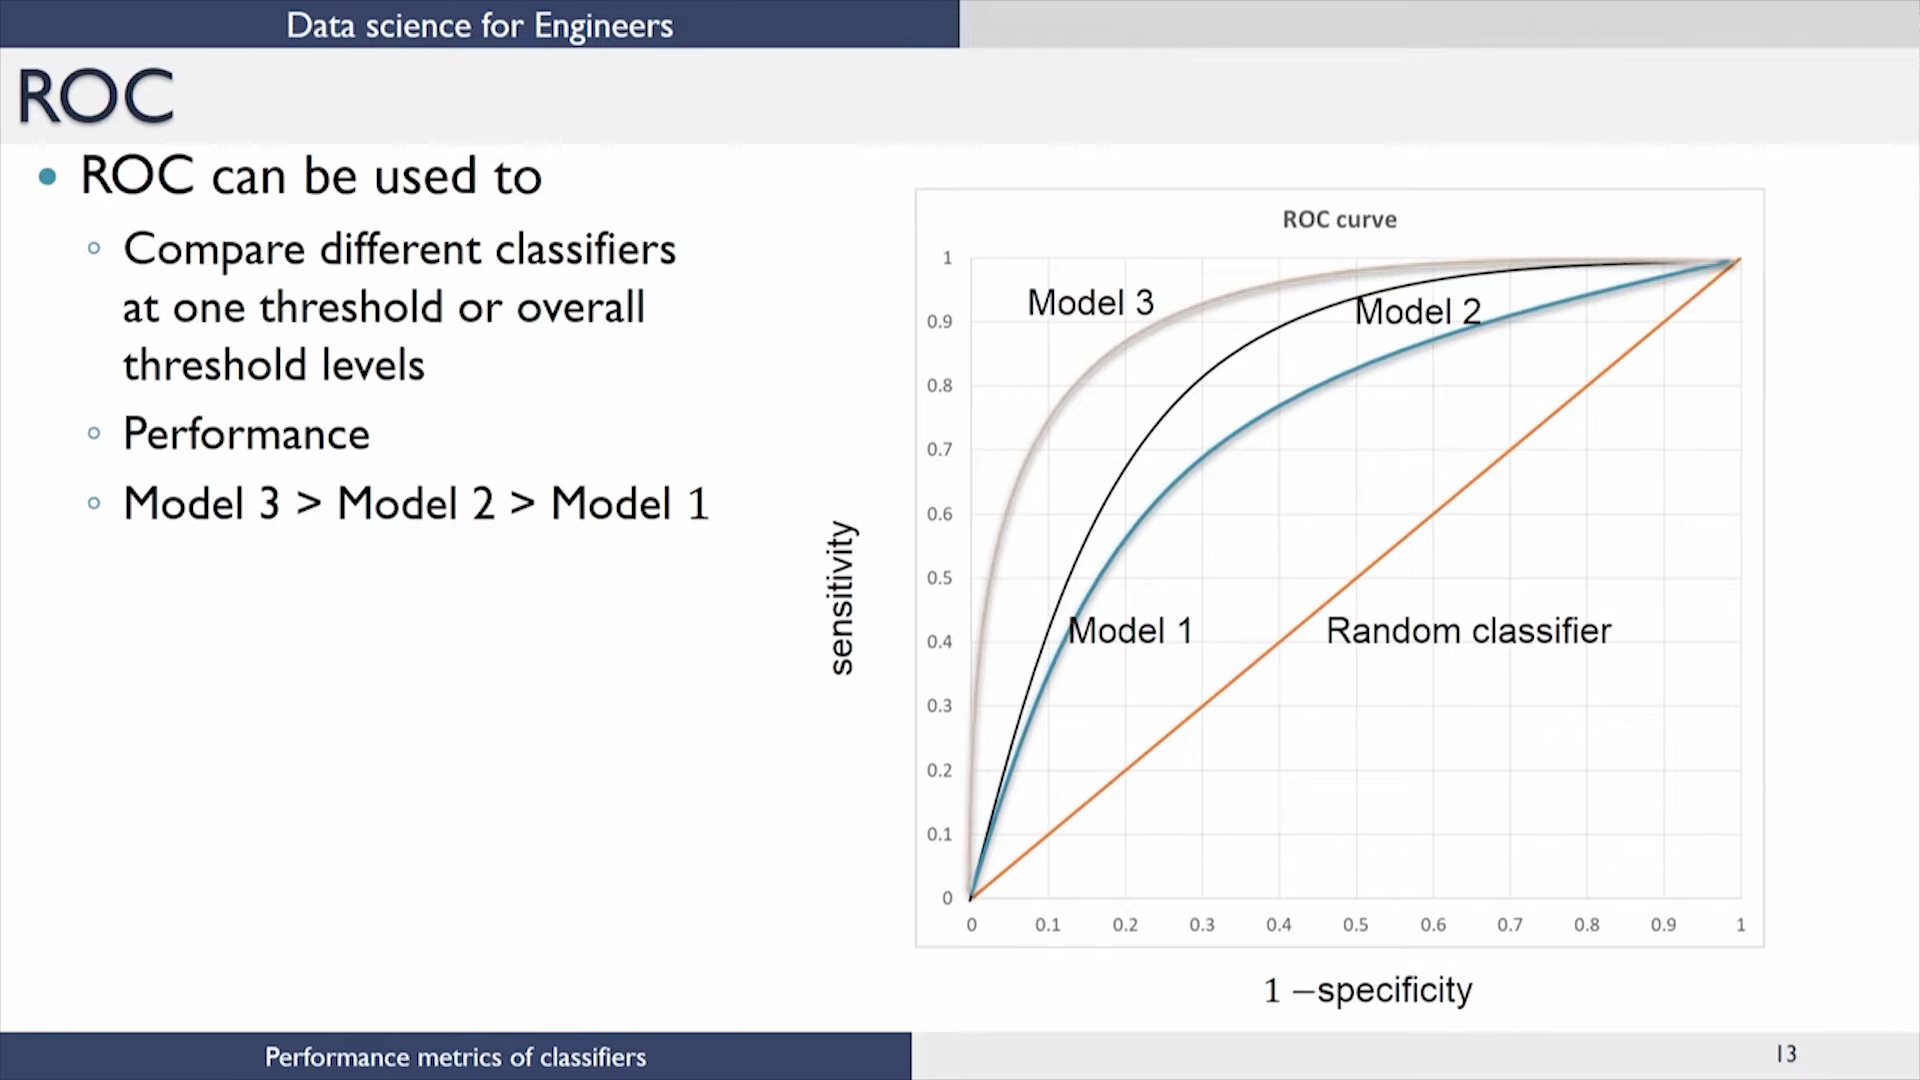 Data science for Engineers
ROC
• ROC can be used to
◦ Compare different classifiers
at one threshold or overall
threshold levels
◦ Performance
◦ Model 3 > Model 2 > Model 1
ROC curve
1
0.9
0.8
0.7
0.6
0.5
0.4
0.3
0.2
0.1
0
0 0.1 0.2 0.3 0.4 0.5 0.6 0.7 0.8 0.9 1
Model 3
Model 2
Model 1
Random classifier
sensitivity
1 −specificity
Performance metrics of classifiers
13